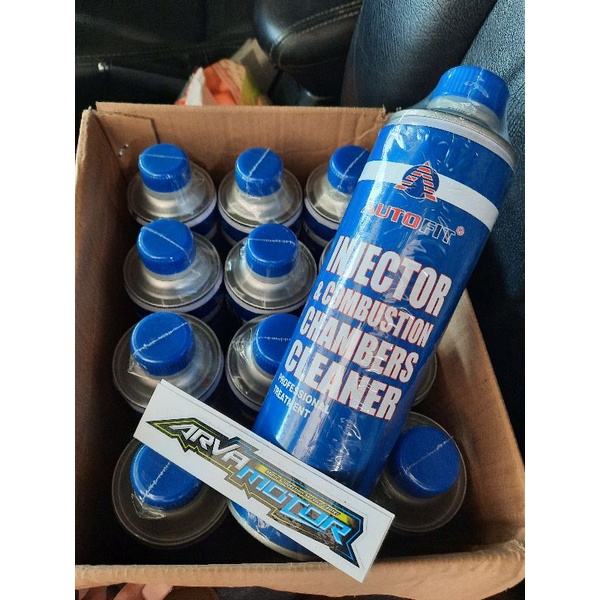 AUTOFIT®
INJECTOR
& COMBUSTION
CHAMBERS
CLEANER
PROFESSIONAL
TREATMENT
ARVA MOTOR